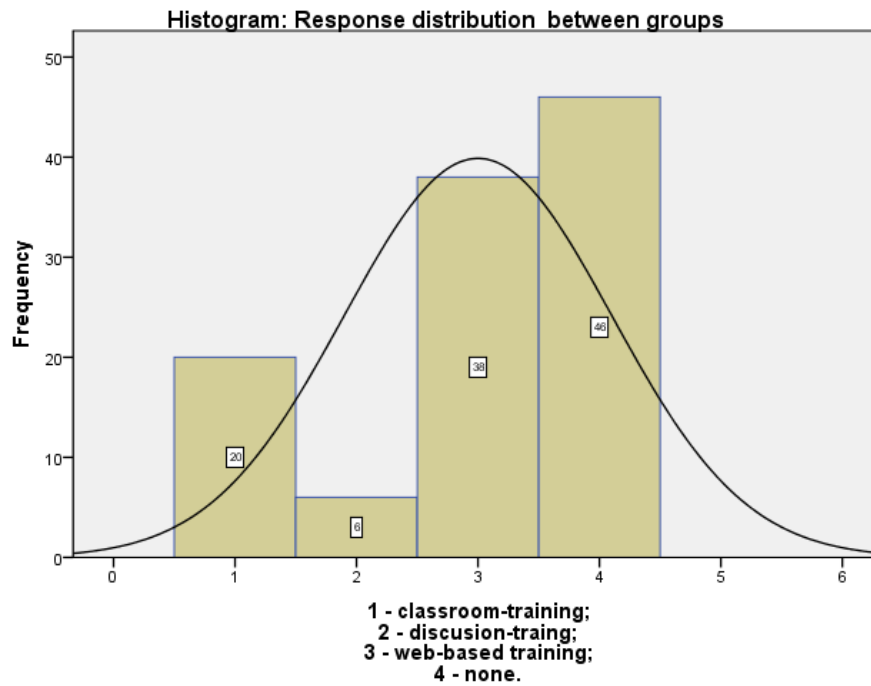 Histogram: Response distribution between groups
50
40
30
20
10
0
Frequency
20
6
38
46
0 1 2 3 4 5 6
1 - classroom-training;
2 - discusion-traing;
3 - web-based training;
4 - none.